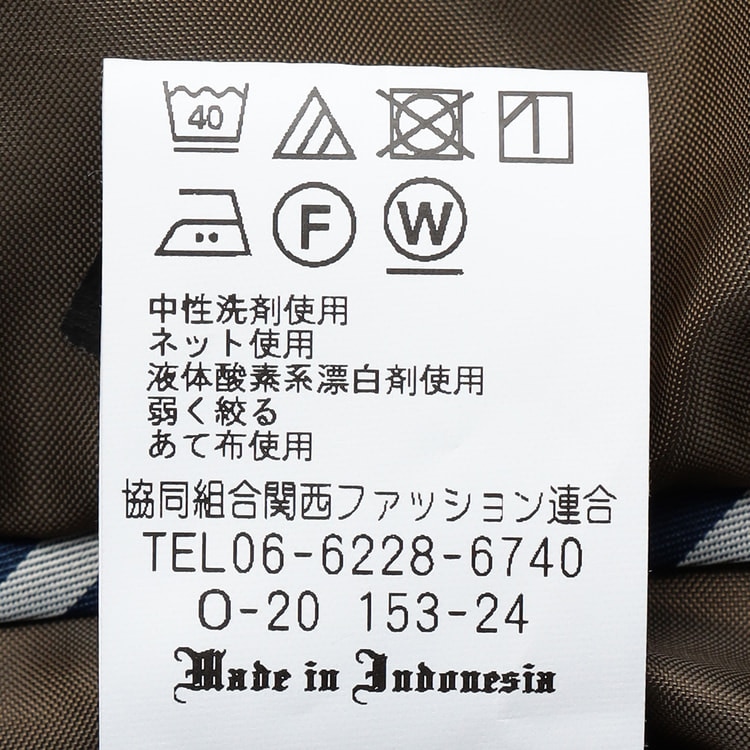 40
F W
中性洗剤使用
ネット使用
液体酸素系漂白剤使用
弱く絞る
あて布使用
協同組合関西ファッション連合
TEL06-6228-6740
O-20 153-24
Made in Indonesia